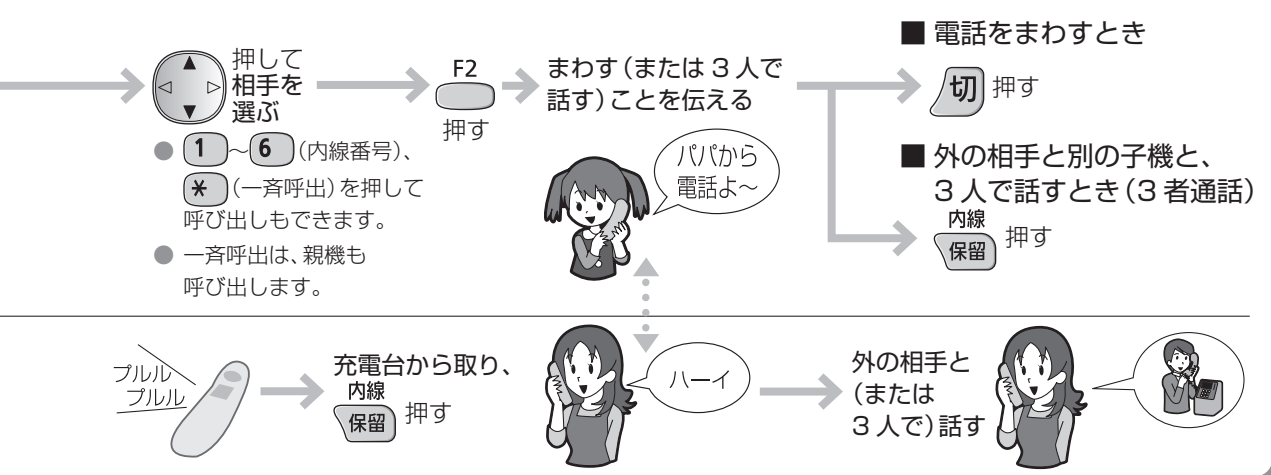 押して
相手を
選ぶ
● 1～6（内線番号）、
＊（一斉呼出）を押して
呼び出しもできます。
● 一斉呼出は、親機も
呼び出します。
F2
押す
まわす（または 3 人で
話す）ことを伝える
パパから
電話よ～
■ 電話をまわすとき
切 押す
■ 外の相手と別の子機と、
3 人で話すとき（3 者通話）
内線
保留 押す
プルル
プルル
充電台から取り、
内線
保留 押す
ハーイ
外の相手と
（または
3 人で）話す